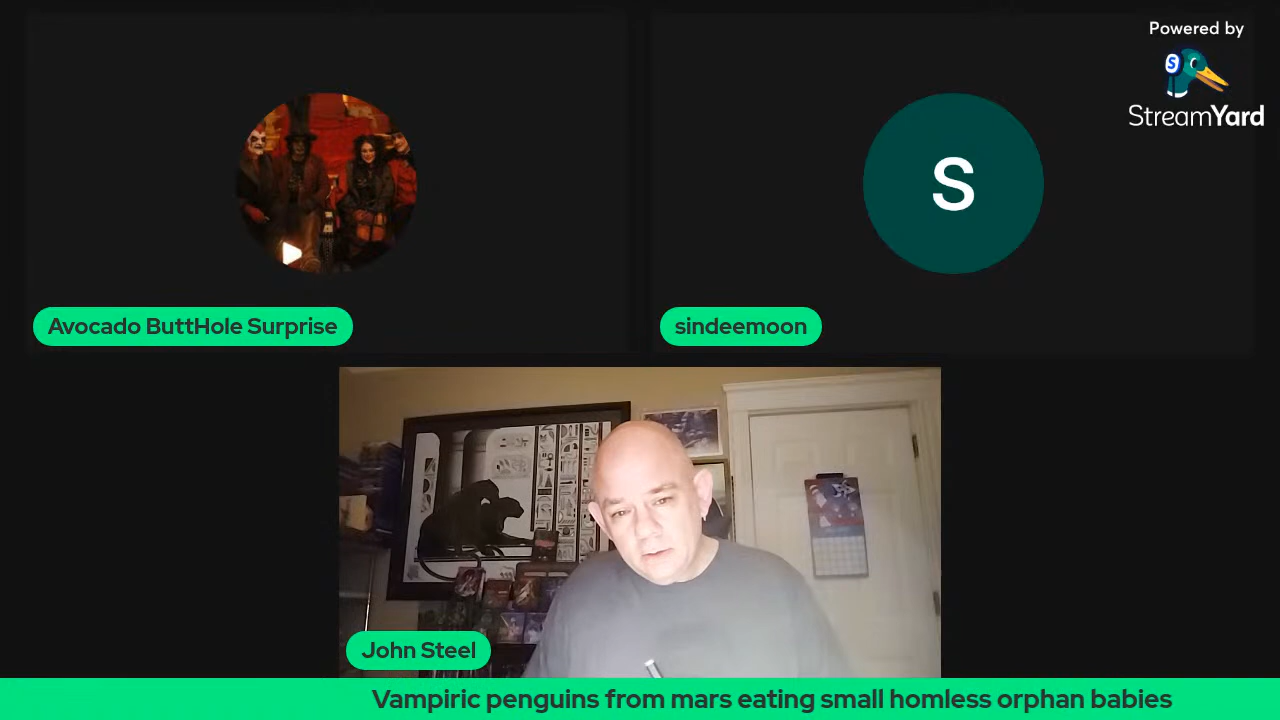 Powered by
StreamYard
S
S
Avocado ButtHole Surprise
sindeemoon
John Steel
Vampiric penguins from mars eating small homless orphan babies